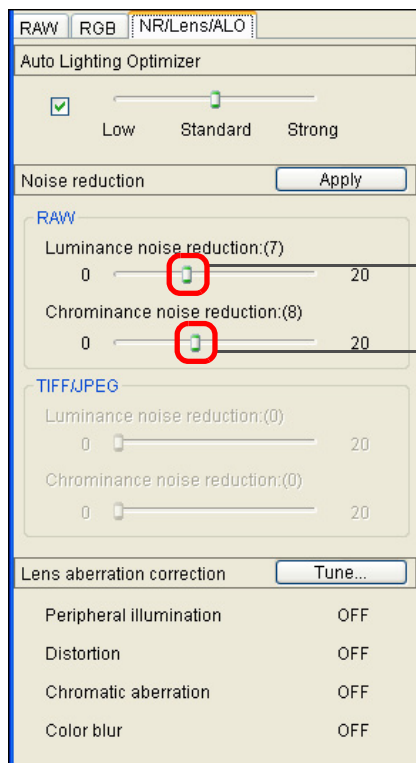 RAW RGB NR/Lens/ALO
Auto Lighting Optimizer
Low Standard Strong
Noise reduction Apply
RAW
Luminance noise reduction:(7)
0 20
Chrominance noise reduction:(8)
0 20
TIFF/JPEG
Luminance noise reduction:(0)
0 20
Chrominance noise reduction:(0)
0 20
Lens aberration correction Tune...
Peripheral illumination OFF
Distortion OFF
Chromatic aberration OFF
Color blur OFF